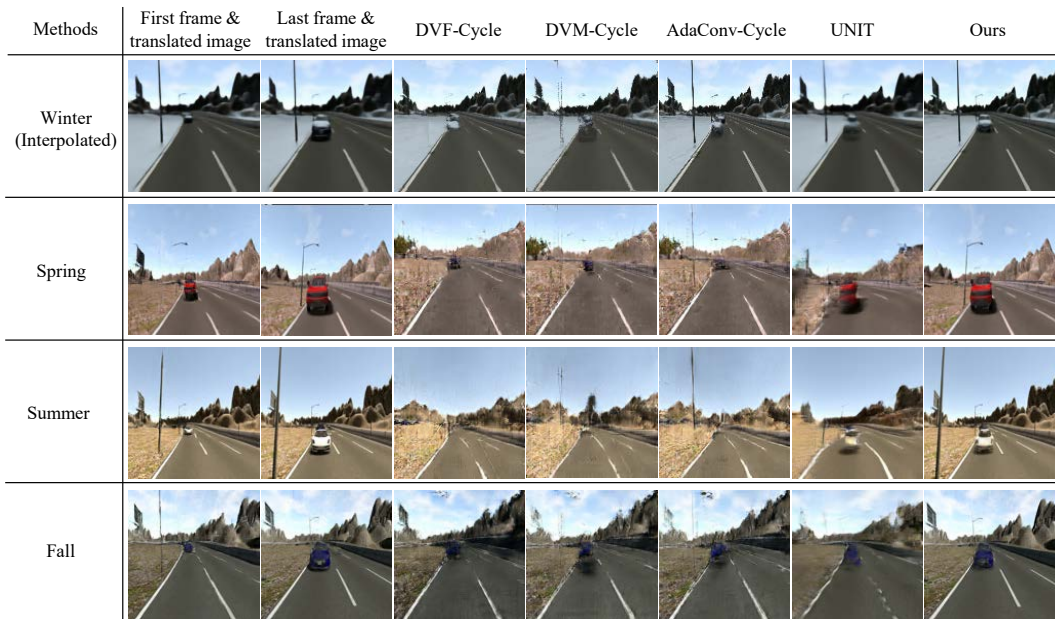 Methods
First frame &
translated image
Last frame &
translated image
DVF-Cycle
DVM-Cycle
AdaConv-Cycle
UNIT
Ours
Winter
(Interpolated)
Spring
Summer
Fall